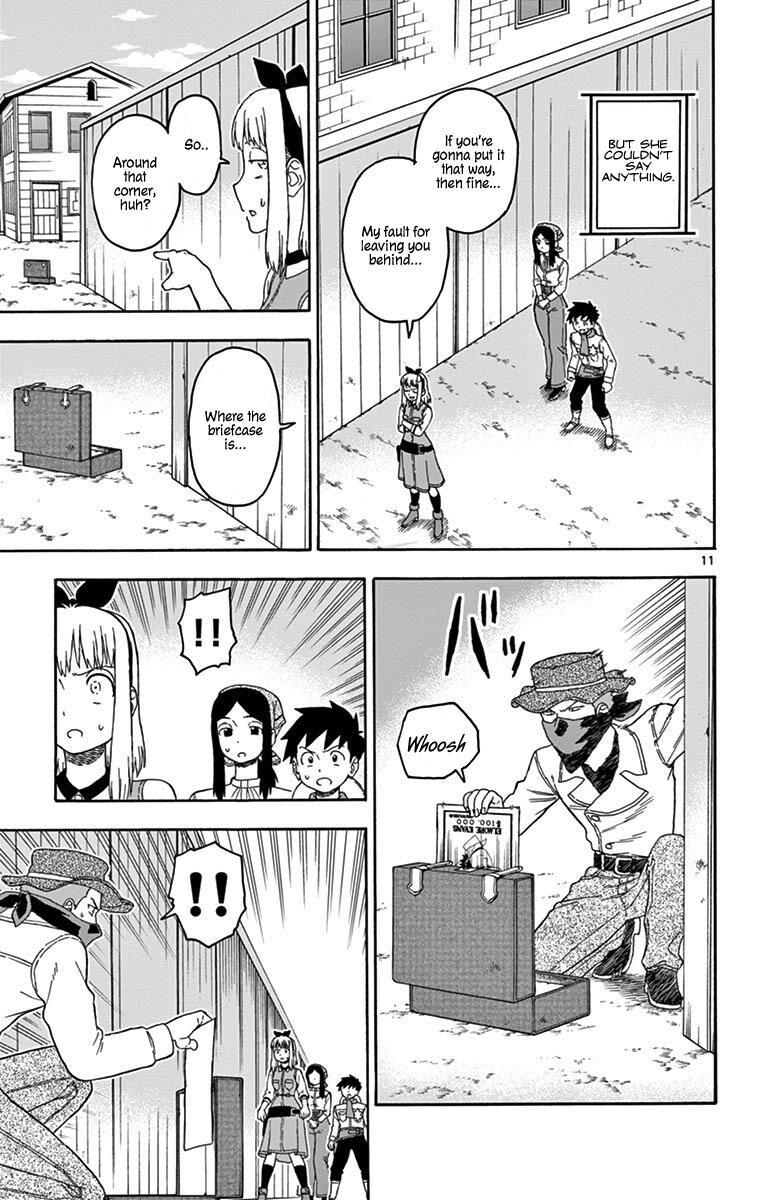 BUT SHE
COULDN'T
SAY
ANYTHING.
If you're
gonna put it
that way,
then fine...
My fault for
leaving you
behind...
So..
Around
that
corner,
huh?
Where the
briefcase
is...
11
バッ
Whoosh
ELMORE EVANS
$100,000
!!
!!